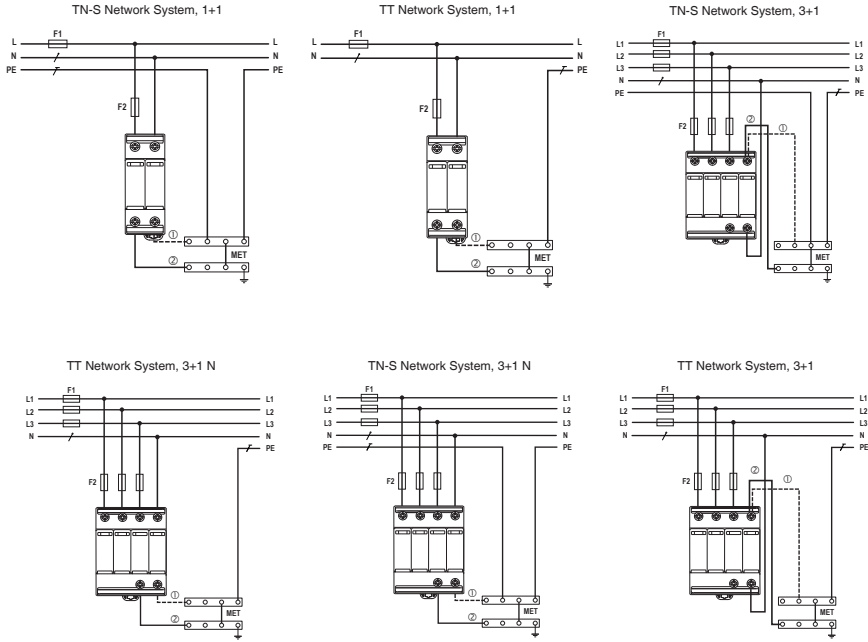 TN-S Network System, 1+1
F1
L L
N N
PE PE
F2
①
MET
②
TT Network System, 1+1
F1
L L
N N
PE
F2
①
MET
②
TN-S Network System, 3+1
F1
L1 L1
L2 L2
L3 L3
N N
PE PE
②
①
F2
MET
TT Network System, 3+1 N
F1
L1 L1
L2 L2
L3 L3
N N
PE
F2
①
MET
②
TN-S Network System, 3+1 N
F1
L1 L1
L2 L2
L3 L3
N N
PE PE
F2
①
MET
②
TT Network System, 3+1
F1
L1 L1
L2 L2
L3 L3
N N
PE
②
①
F2
MET